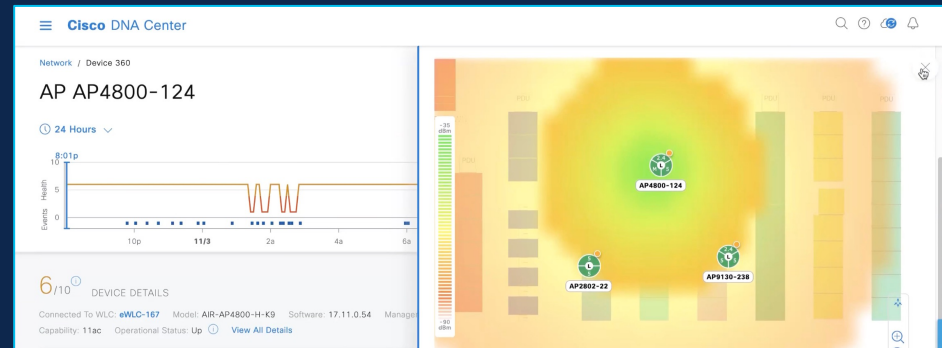 Cisco DNA Center
Network / Device 360
AP AP4800-124
24 Hours
8:01p
10
5
0
Health
Events
10p 11/3 2a 4a 6a
6/10 DEVICE DETAILS
Connected To WLC: eWLC-167 Model: AIR-AP4800-H-K9 Software: 17.11.0.54 Manager
Capability: 11ac Operational Status: Up View All Details
-35
dBm
PDU PDU PDU PDU
PDU
AP4800-124
AP2802-22
AP9130-238
-90
dBm